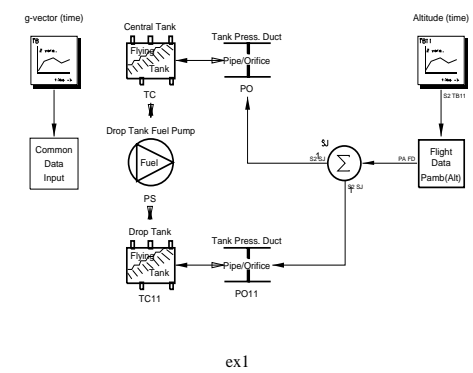 g-vector (time)
Central Tank
Tank Press. Duct
Altitude (time)
TB
TB11
Flying
Tank
Pipe/Orifice
TC
PO
S2 TB11
Drop Tank Fuel Pump
SJ
Common
Data
Input
Fuel
S2 SJ
Σ
PA FD
Flight
Data
Pamb(Alt)
PS
S2 SJ
Drop Tank
Tank Press. Duct
Flying
Tank
Pipe/Orifice
TC11
PO11
ex1